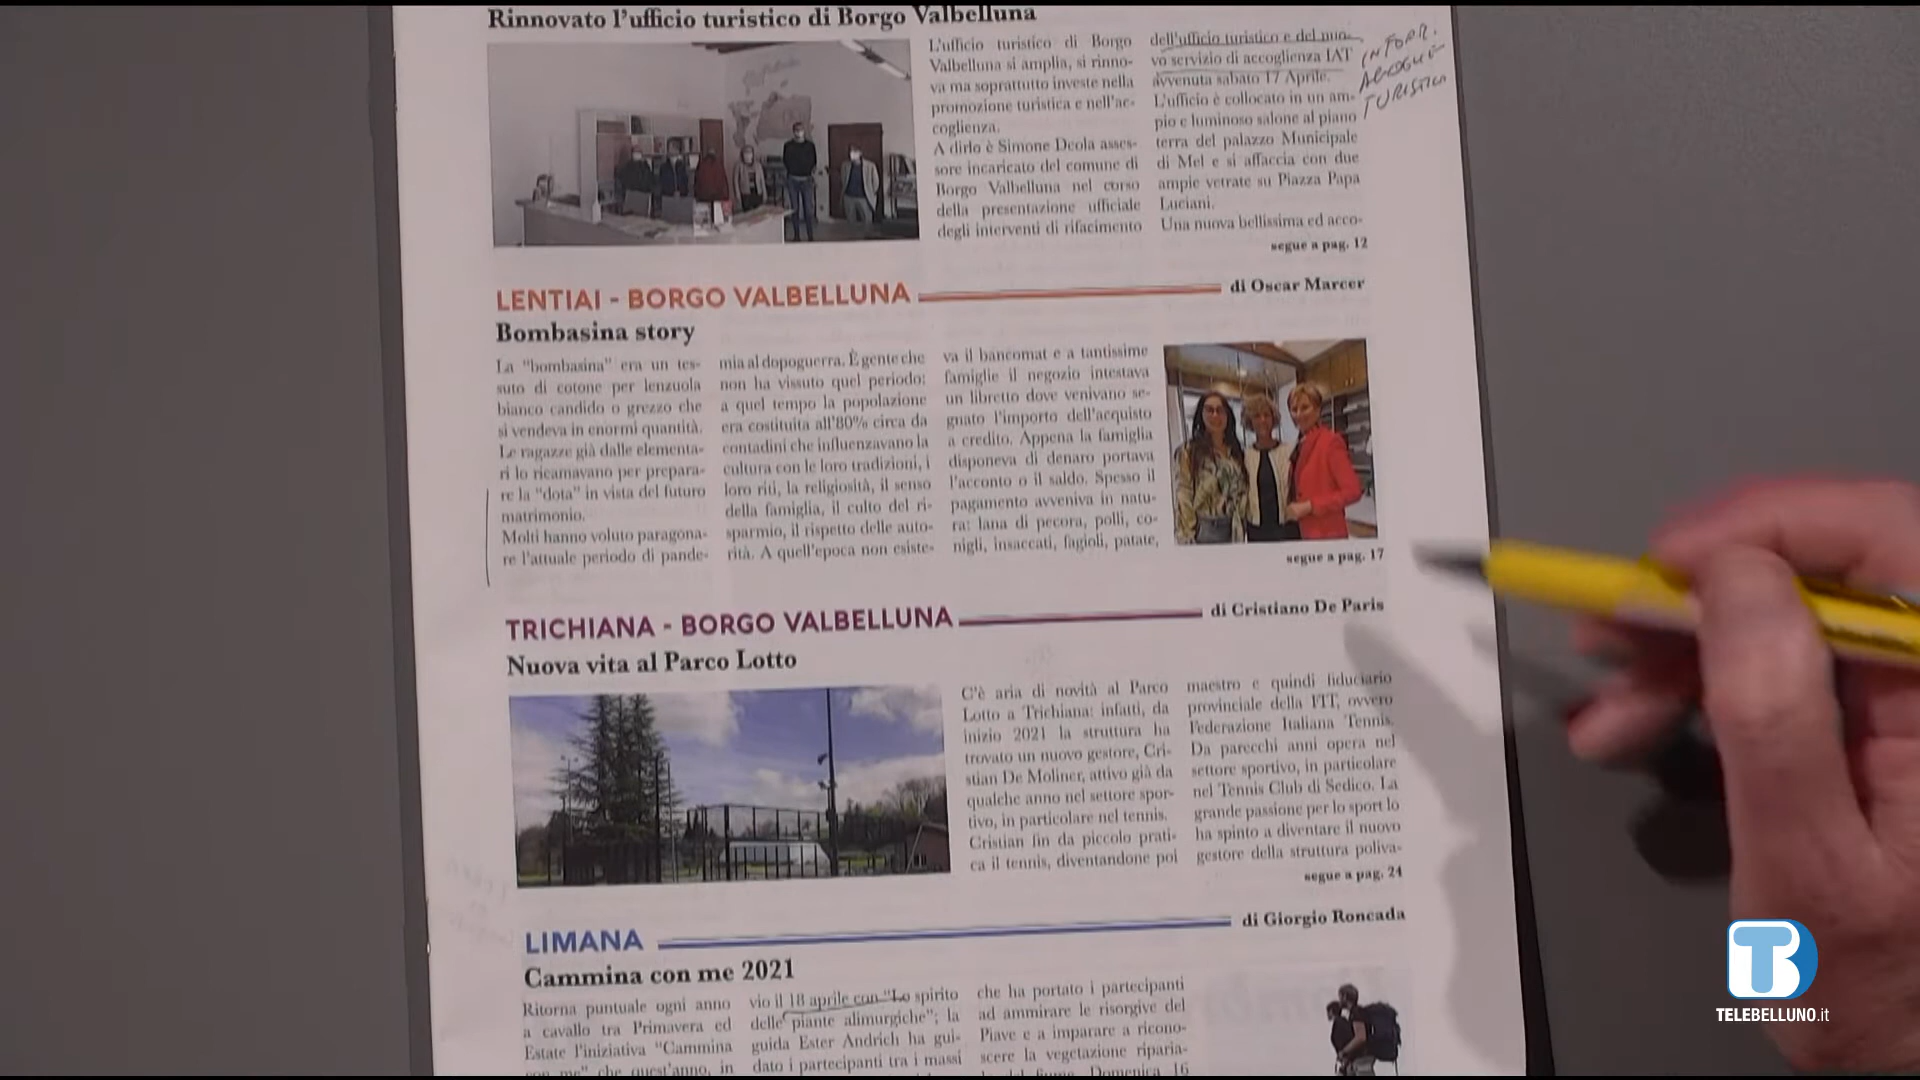 Rinnovato l'ufficio turistico di Borgo Valbelluna
L'ufficio turistico di Borgo
Valbelluna si amplia, si rinno-
va ma soprattutto investe nella
promozione turistica e nell'ac-
coglienza.
A dirlo è Simone Deola asses-
sore incaricato del comune di
Borgo Valbelluna nel corso
della presentazione ufficiale
degli interventi di rifacimento
dell'ufficio turistico e del nuo-
vo servizio di accoglienza IAT
avvenuta sabato 17 Aprile.
L'ufficio è collocato in un am-
pio e luminoso salone al piano
terra del palazzo Municipale
di Mel e si affaccia con due
ampie vetrate su Piazza Papa
Luciani.
Una nuova bellissima ed acco-
segue a pag. 12
INFOR.
TURISTICA
LENTIAI - BORGO VALBELLUNA
di Oscar Marcer
Bombasina story
La "bombasina" era un tes-
suto di cotone per lenzuola
bianco candido o grezzo che
si vendeva in enormi quantità.
Le ragazze già dalle elementa-
ri lo ricamavano per prepara-
re la "dota" in vista del futuro
matrimonio.
Molti hanno voluto paragona-
re l'attuale periodo di pande-
mia al dopoguerra. È gente che
non ha vissuto quel periodo:
a quel tempo la popolazione
era costituita all'80% circa da
contadini che influenzavano la
cultura con le loro tradizioni, i
loro riti, la religiosità, il senso
della famiglia, il culto del ri-
sparmio, il rispetto delle auto-
rità. A quell'epoca non esiste-
va il bancomat e a tantissime
famiglie il negozio intestava
un libretto dove venivano se-
gnato l'importo dell'acquisto
a credito. Appena la famiglia
disponeva di denaro portava
l'acconto o il saldo. Spesso il
pagamento avveniva in natu-
ra: lana di pecora, polli, co-
nigli, insaccati, fagioli, patate,
segue a pag. 17
TRICHIANA - BORGO VALBELLUNA
di Cristiano De Paris
Nuova vita al Parco Lotto
C'è aria di novità al Parco
Lotto a Trichiana: infatti, da
inizio 2021 la struttura ha
trovato un nuovo gestore, Cri-
stian De Moliner, attivo già da
qualche anno nel settore spor-
tivo, in particolare nel tennis.
Cristian fin da piccolo prati-
ca il tennis, diventandone poi
maestro e quindi fiduciario
provinciale della FIT, ovvero
Federazione Italiana Tennis.
Da parecchi anni opera nel
settore sportivo, in particolare
nel Tennis Club di Sedico. La
grande passione per lo sport lo
ha spinto a diventare il nuovo
gestore della struttura poliva-
segue a pag. 24
LIMANA
di Giorgio Roncada
Cammina con me 2021
Ritorna puntuale ogni anno
a cavallo tra Primavera ed
Estate l'iniziativa "Cammina
con me" che quest'anno, in
vio il 18 aprile con "Lo spirito
delle piante alimurgiche"; la
guida Ester Andrich ha gui-
dato i partecipanti tra i massi
che ha portato i partecipanti
ad ammirare le risorgive del
Piave e a imparare a ricono-
scere la vegetazione riparia-
Domenica 16
TELEBELLUNO.it